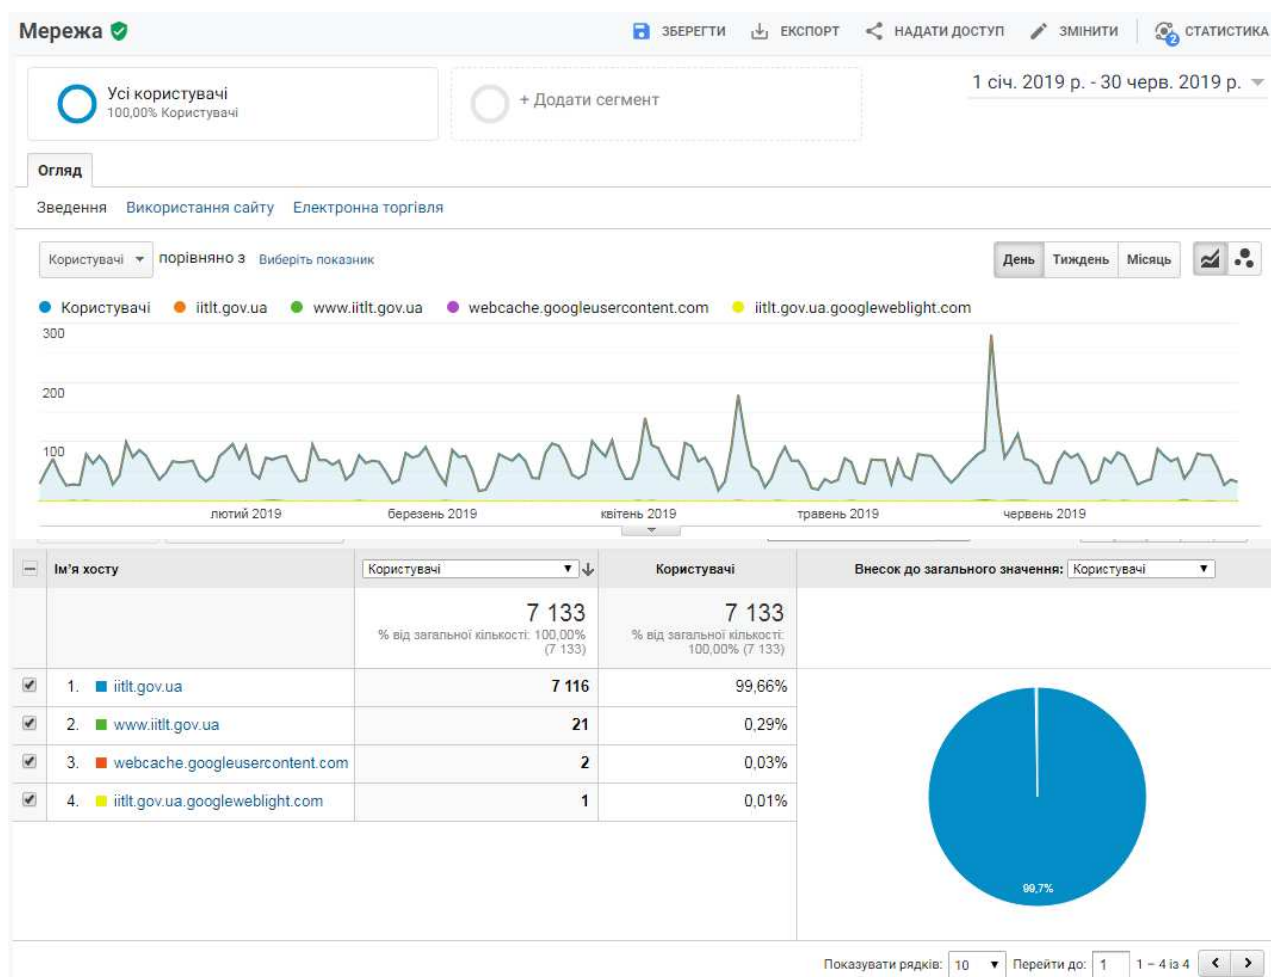 Мережа
ЗБЕРЕГТИ ЕКСПОРТ НАДАТИ ДОСТУП ЗМІНИТИ 2 СТАТИСТИКА
Усі користувачі
100,00% Користувачі
+ Додати сегмент
1 січ. 2019 р. - 30 черв. 2019 р.
Огляд
Зведення Використання сайту Електронна торгівля
Користувачі порівняно з Виберіть показник
День Тиждень Місяць
Користувачі iitlt.gov.ua www.iitlt.gov.ua webcache.googleusercontent.com iitlt.gov.ua.googleweblight.com
300
200
100
лютий 2019 березень 2019 квітень 2019 травень 2019 червень 2019
Ім’я хосту Користувачі Користувачі Внесок до загального значення: Користувачі
7 133 7 133
% від загальної кількості: 100,00% (7 133)
% від загальної кількості: 100,00% (7 133)
1. iitlt.gov.ua 7 116 99,66%
2. www.iitlt.gov.ua 21 0,29%
3. webcache.googleusercontent.com 2 0,03%
4. iitlt.gov.ua.googleweblight.com 1 0,01%
99,7%
Показувати рядків: 10 Перейти до: 1 1 – 4 із 4